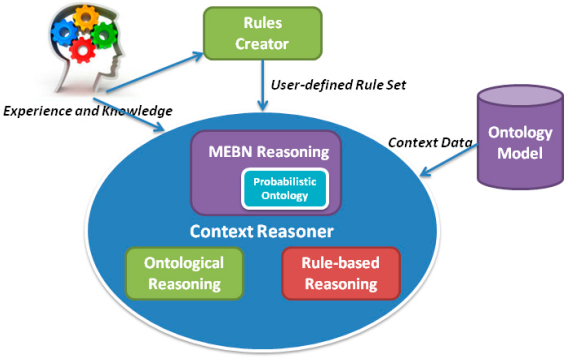 Rules
Creator
Experience and Knowledge
User-defined Rule Set
Context Data
Ontology
Model
MEBN Reasoning
Probabilistic
Ontology
Context Reasoner
Ontological
Reasoning
Rule-based
Reasoning